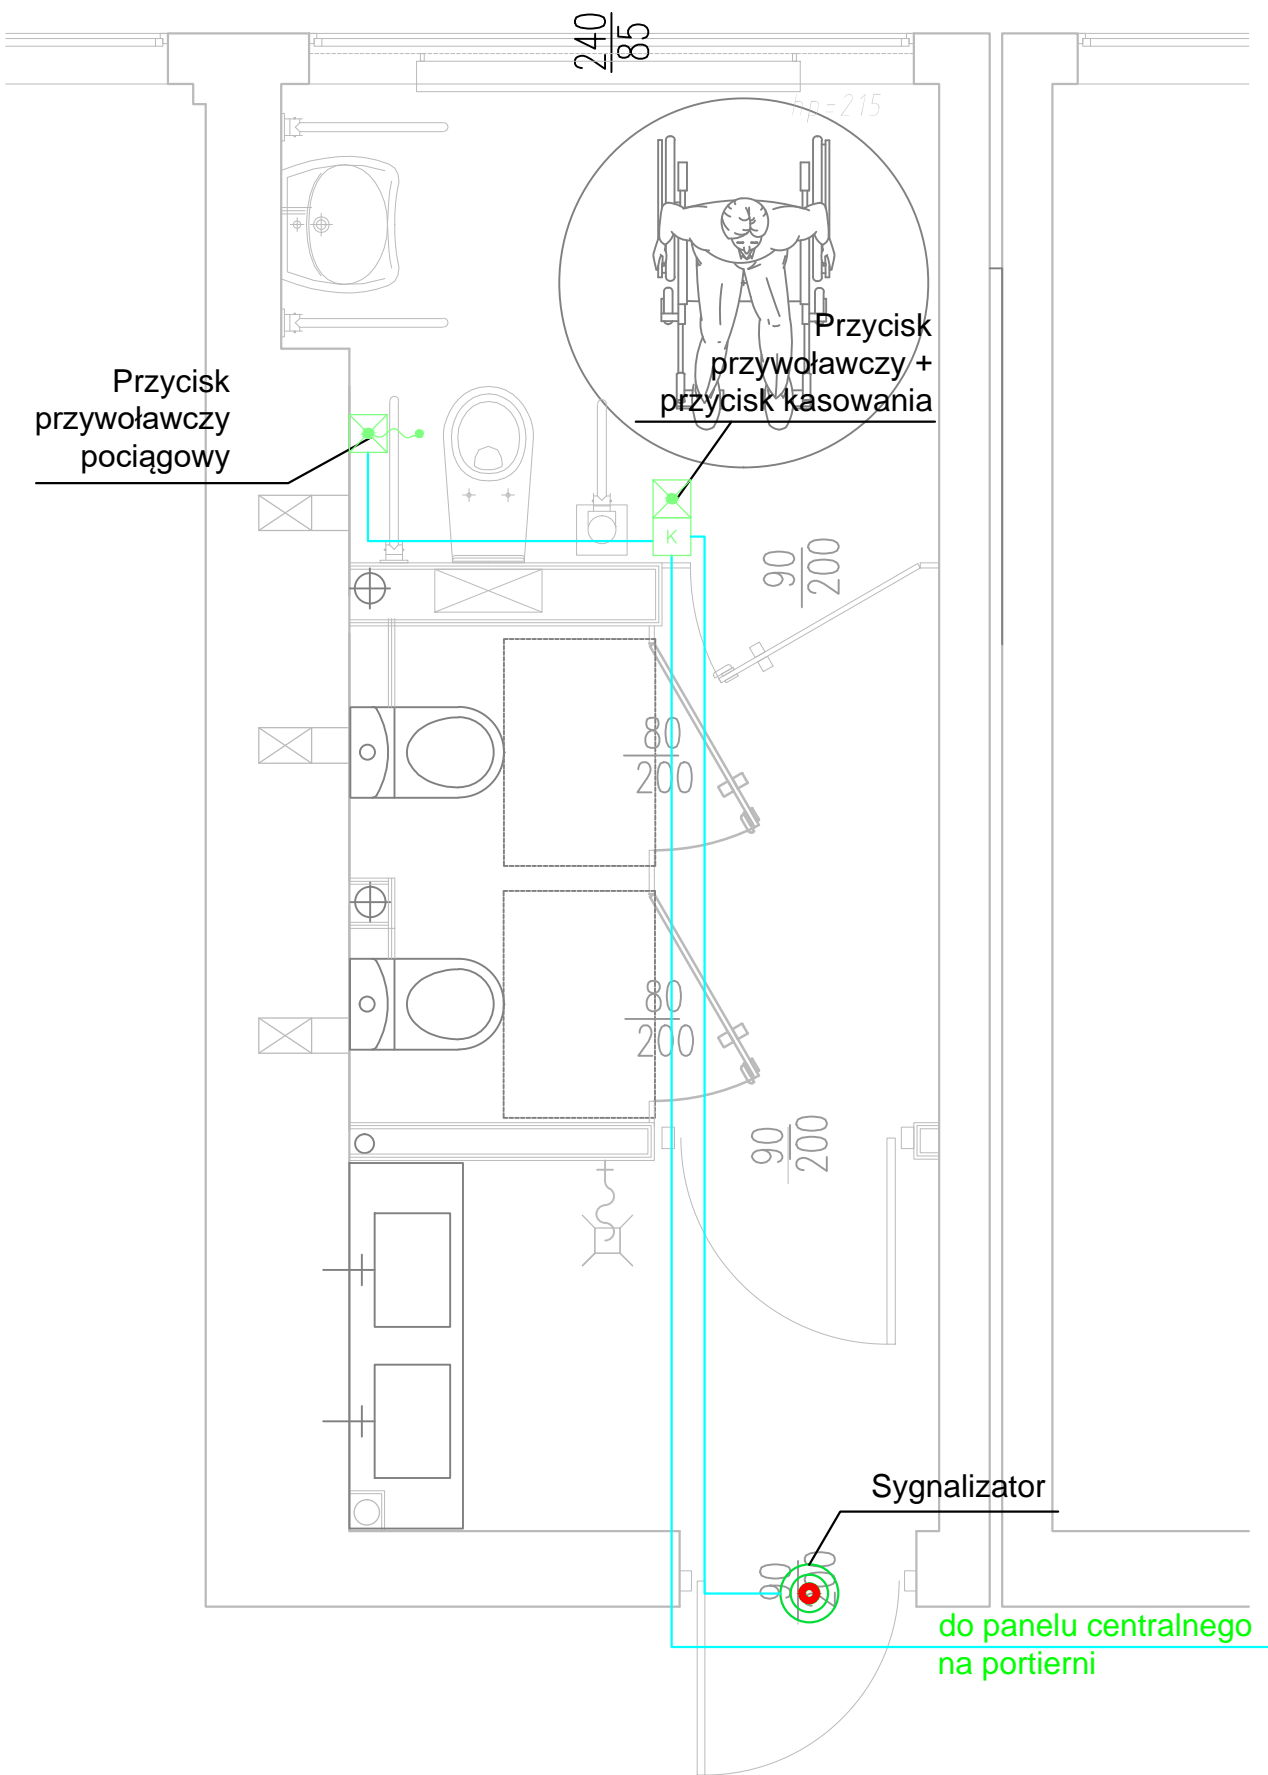 240
85
hp=215
Przycisk
przywoławczy +
przycisk kasowania
Przycisk
przywoławczy
pociągowy
K
90
200
80
200
80
200
90
200
Sygnalizator
90
do panelu centralnego
na portierni